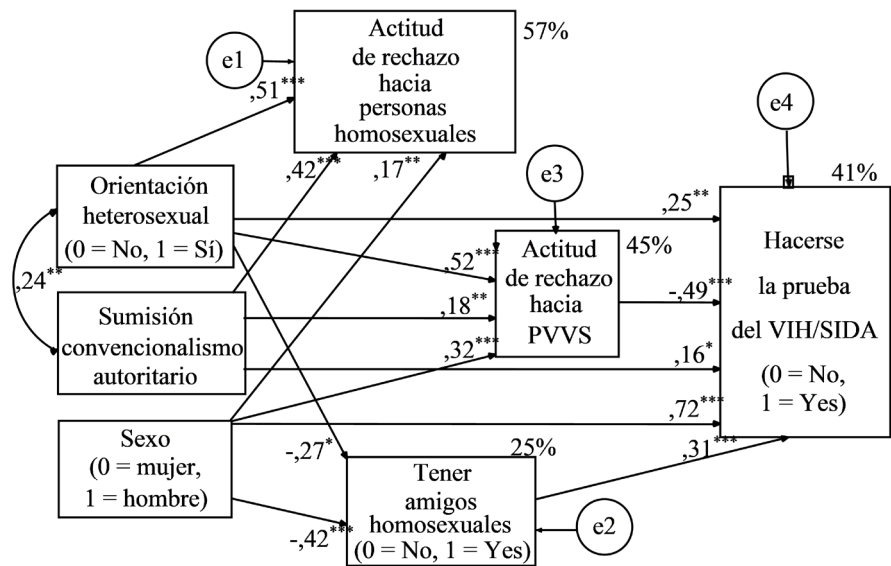 Actitud
de rechazo
hacia
personas
homosexuales
57%
e1
,51***
,42***
,17**
e4
41%
e3
Orientación
heterosexual
(0 = No, 1 = Sí)
,25**
Hacerse
la prueba
del VIH/SIDA
(0 = No,
1 = Yes)
,24**
,52***
Actitud
de rechazo
hacia
PVVS
45%
-,49***
Sumisión
convencionalismo
autoritario
,18**
,32***
,16*
,72***
Sexo
(0 = mujer,
1 = hombre)
-,27*
25%
,31***
Tener
amigos
homosexuales
(0 = No, 1 = Yes)
-,42***
e2